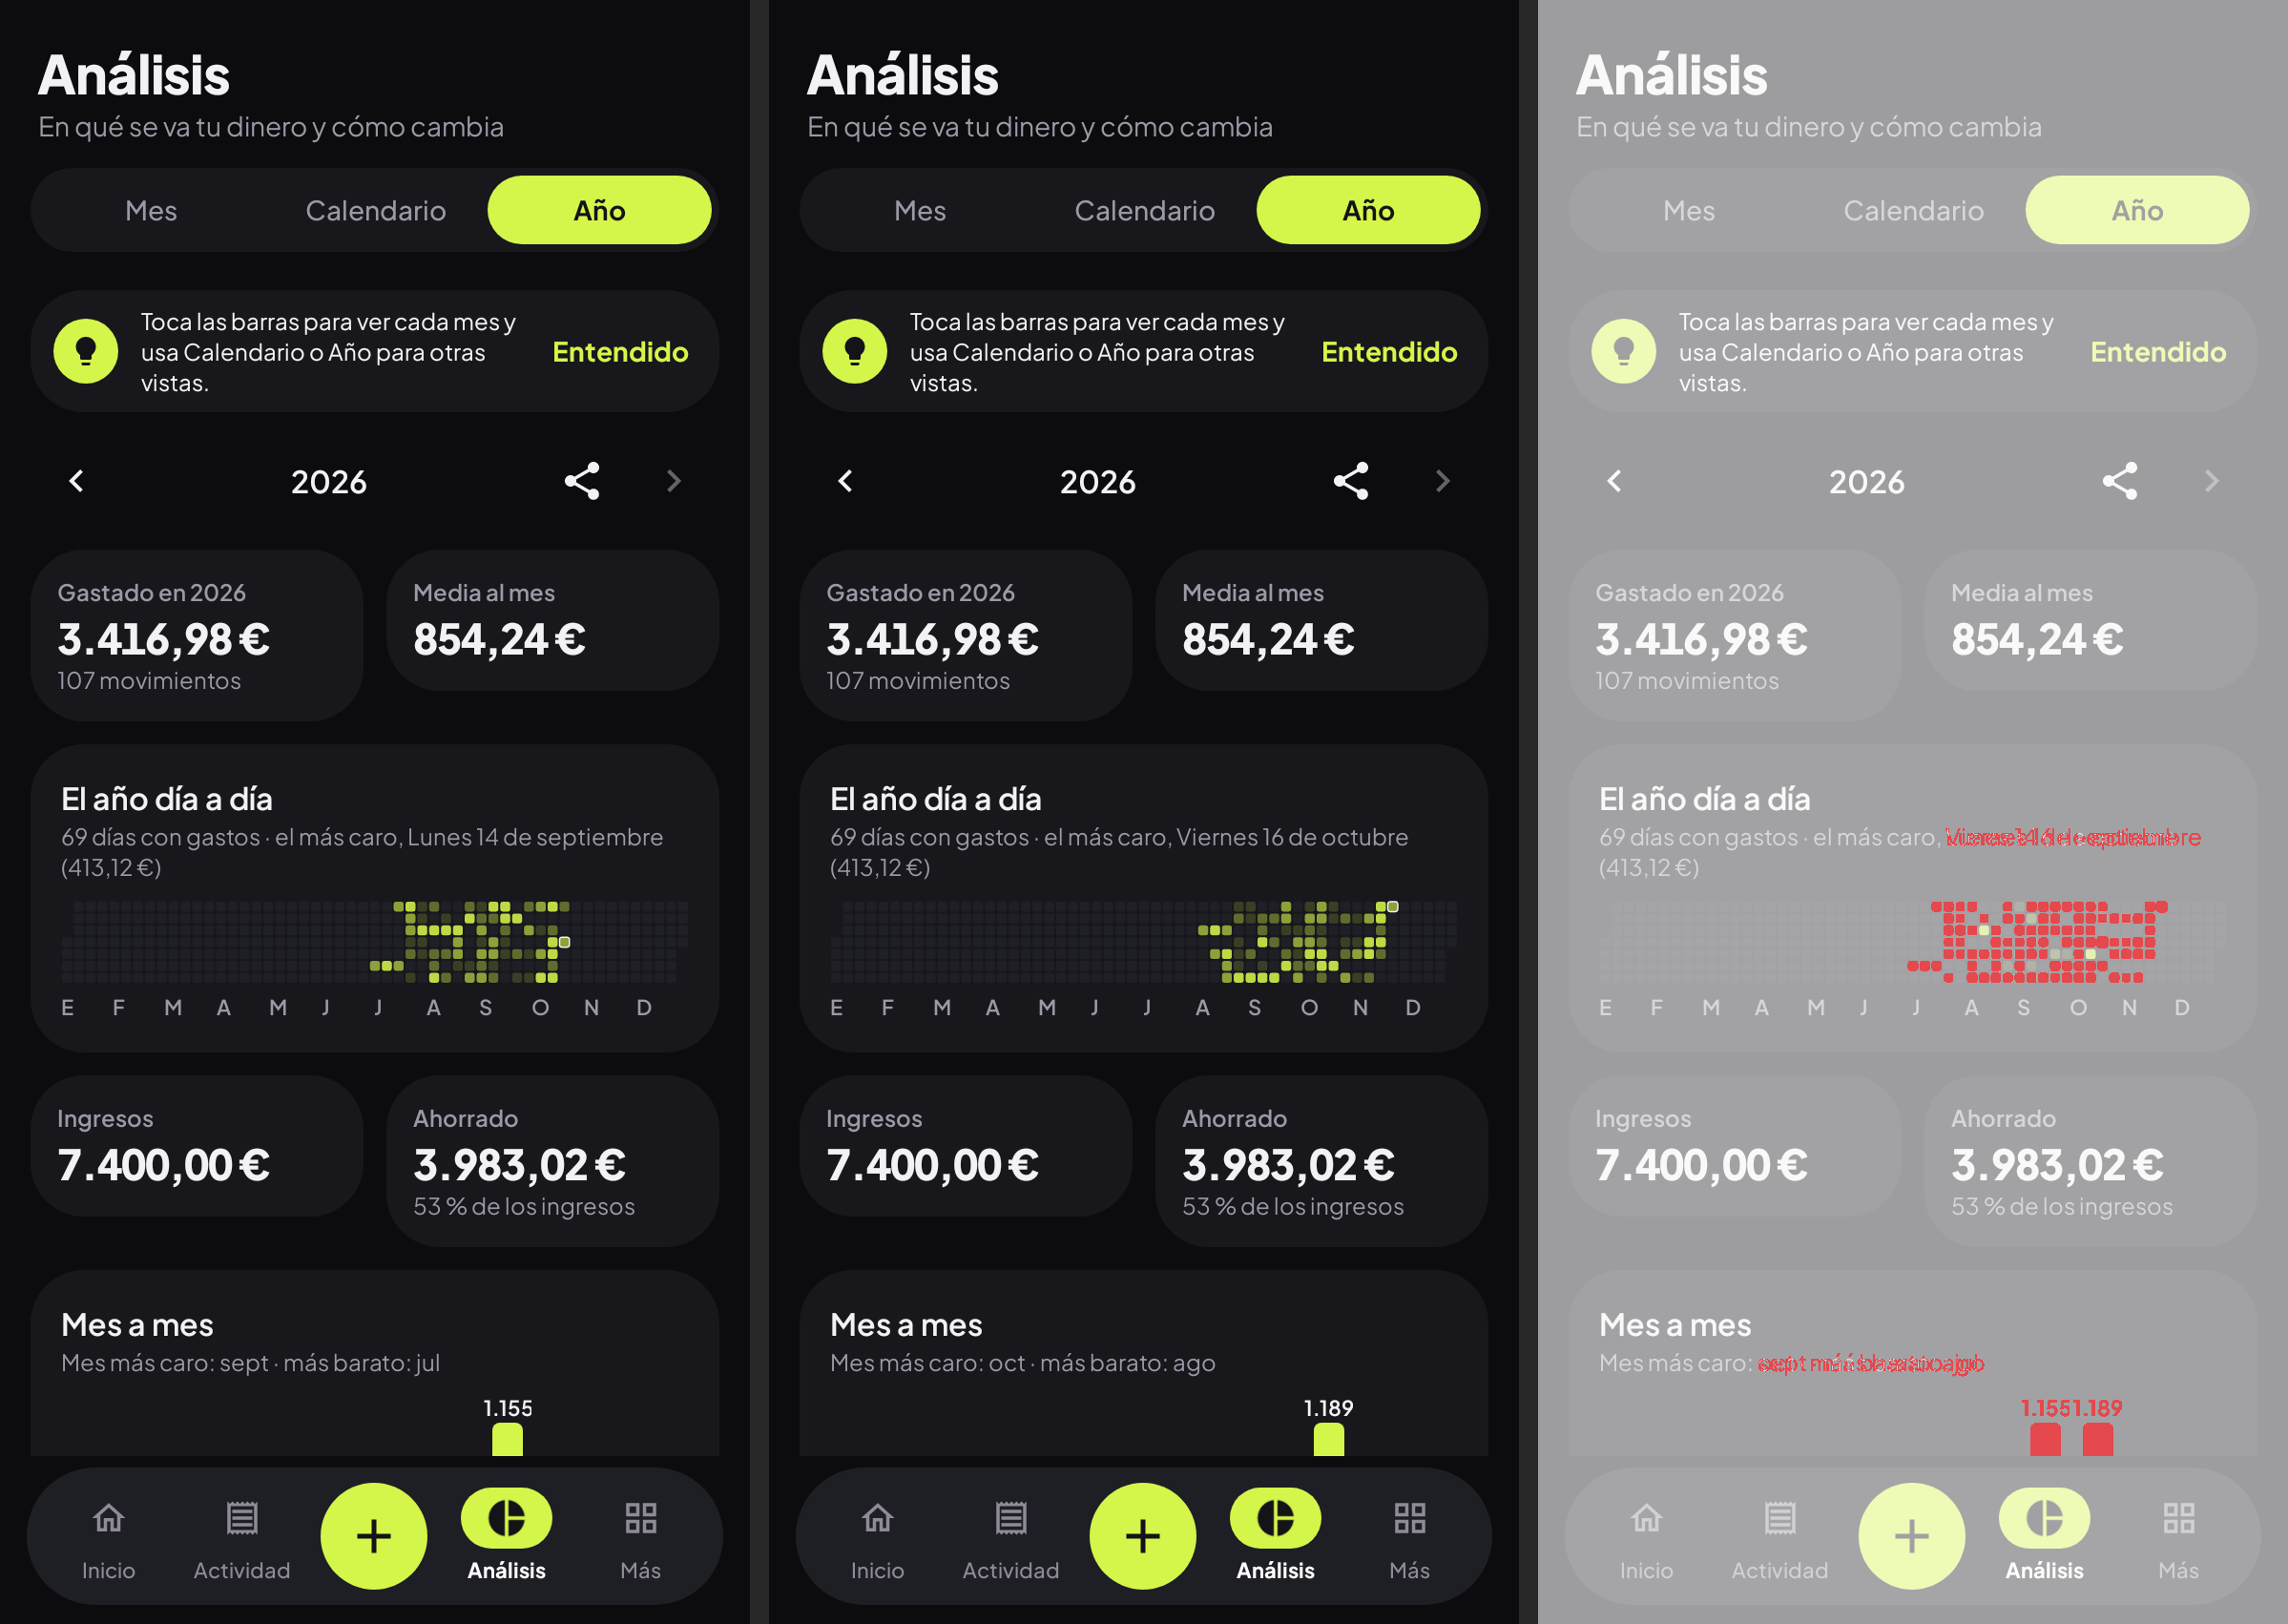 Análisis
En qué se va tu dinero y cómo cambia
Mes Calendario Año
Toca las barras para ver cada mes y
usa Calendario o Año para otras
vistas.
Entendido
2026
Gastado en 2026
3.416,98 €
107 movimientos
Media al mes
854,24 €
El año día a día
69 días con gastos · el más caro, Lunes 14 de septiembre
(413,12 €)
E F M A M J J A S O N D
Ingresos
7.400,00 €
Ahorrado
3.983,02 €
53 % de los ingresos
Mes a mes
Mes más caro: sept · más barato: jul
1.155
Inicio Actividad Análisis Más
Análisis
En qué se va tu dinero y cómo cambia
Mes Calendario Año
Toca las barras para ver cada mes y
usa Calendario o Año para otras
vistas.
Entendido
2026
Gastado en 2026
3.416,98 €
107 movimientos
Media al mes
854,24 €
El año día a día
69 días con gastos · el más caro, Viernes 16 de octubre
(413,12 €)
E F M A M J J A S O N D
Ingresos
7.400,00 €
Ahorrado
3.983,02 €
53 % de los ingresos
Mes a mes
Mes más caro: oct · más barato: ago
1.189
Inicio Actividad Análisis Más
Análisis
En qué se va tu dinero y cómo cambia
Mes Calendario Año
Toca las barras para ver cada mes y
usa Calendario o Año para otras
vistas.
Entendido
2026
Gastado en 2026
3.416,98 €
107 movimientos
Media al mes
854,24 €
El año día a día
69 días con gastos · el más caro,
(413,12 €)
E F M A M J J A S O N D
Ingresos
7.400,00 €
Ahorrado
3.983,02 €
53 % de los ingresos
Mes a mes
Mes más caro:
1.155 1.189
Inicio Actividad Análisis Más